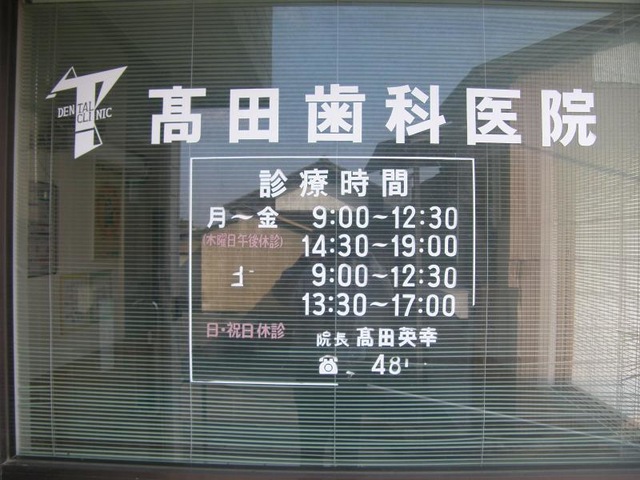 DENTAL CLINIC
髙田歯科医院
診療時間
月～金 9:00～12:30
(木曜日午後休診) 14:30～19:00
9:00～12:30
13:30～17:00
日・祝日休診 院長 髙田英幸
☎ 48